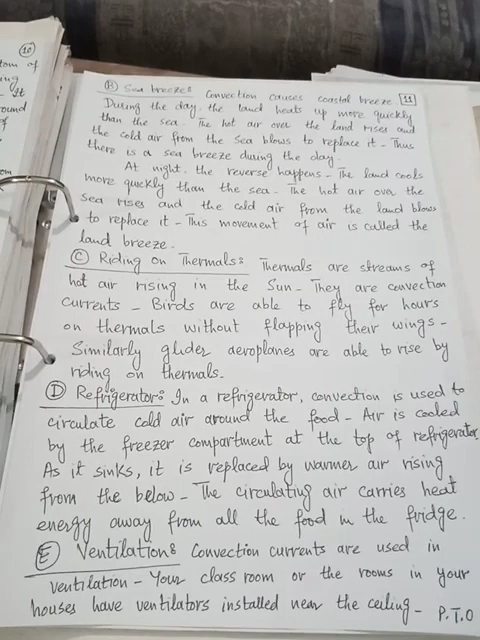 10
tom of
ing
It
round
of
om
(B) Sea breeze: Convection causes coastal breeze. 11
During the day, the land heats up more quickly
than the sea. The hot air over the land rises and
the cold air from the sea blows to replace it - Thus
there is a sea breeze during the day.
At night, the reverse happens - The land cools
more quickly than the sea. The hot air over the
sea rises and the cold air from the land blows
to replace it - This movement of air is called the
land breeze.
(C) Riding on Thermals: Thermals are streams of
hot air rising in the Sun - They are convection
currents - Birds are able to fly for hours
on thermals without flapping their wings -
Similarly glider aeroplanes are able to rise by
riding on thermals.
(D) Refrigerator: In a refrigerator, convection is used to
circulate cold air around the food - Air is cooled
by the freezer compartment at the top of refrigerator
As it sinks, it is replaced by warmer air rising
from the below - The circulating air carries heat
energy away from all the food in the fridge.
(E) Ventilation: Convection currents are used in
ventilation - Your class room or the rooms in your
houses have ventilators installed near the ceiling - P.T.O